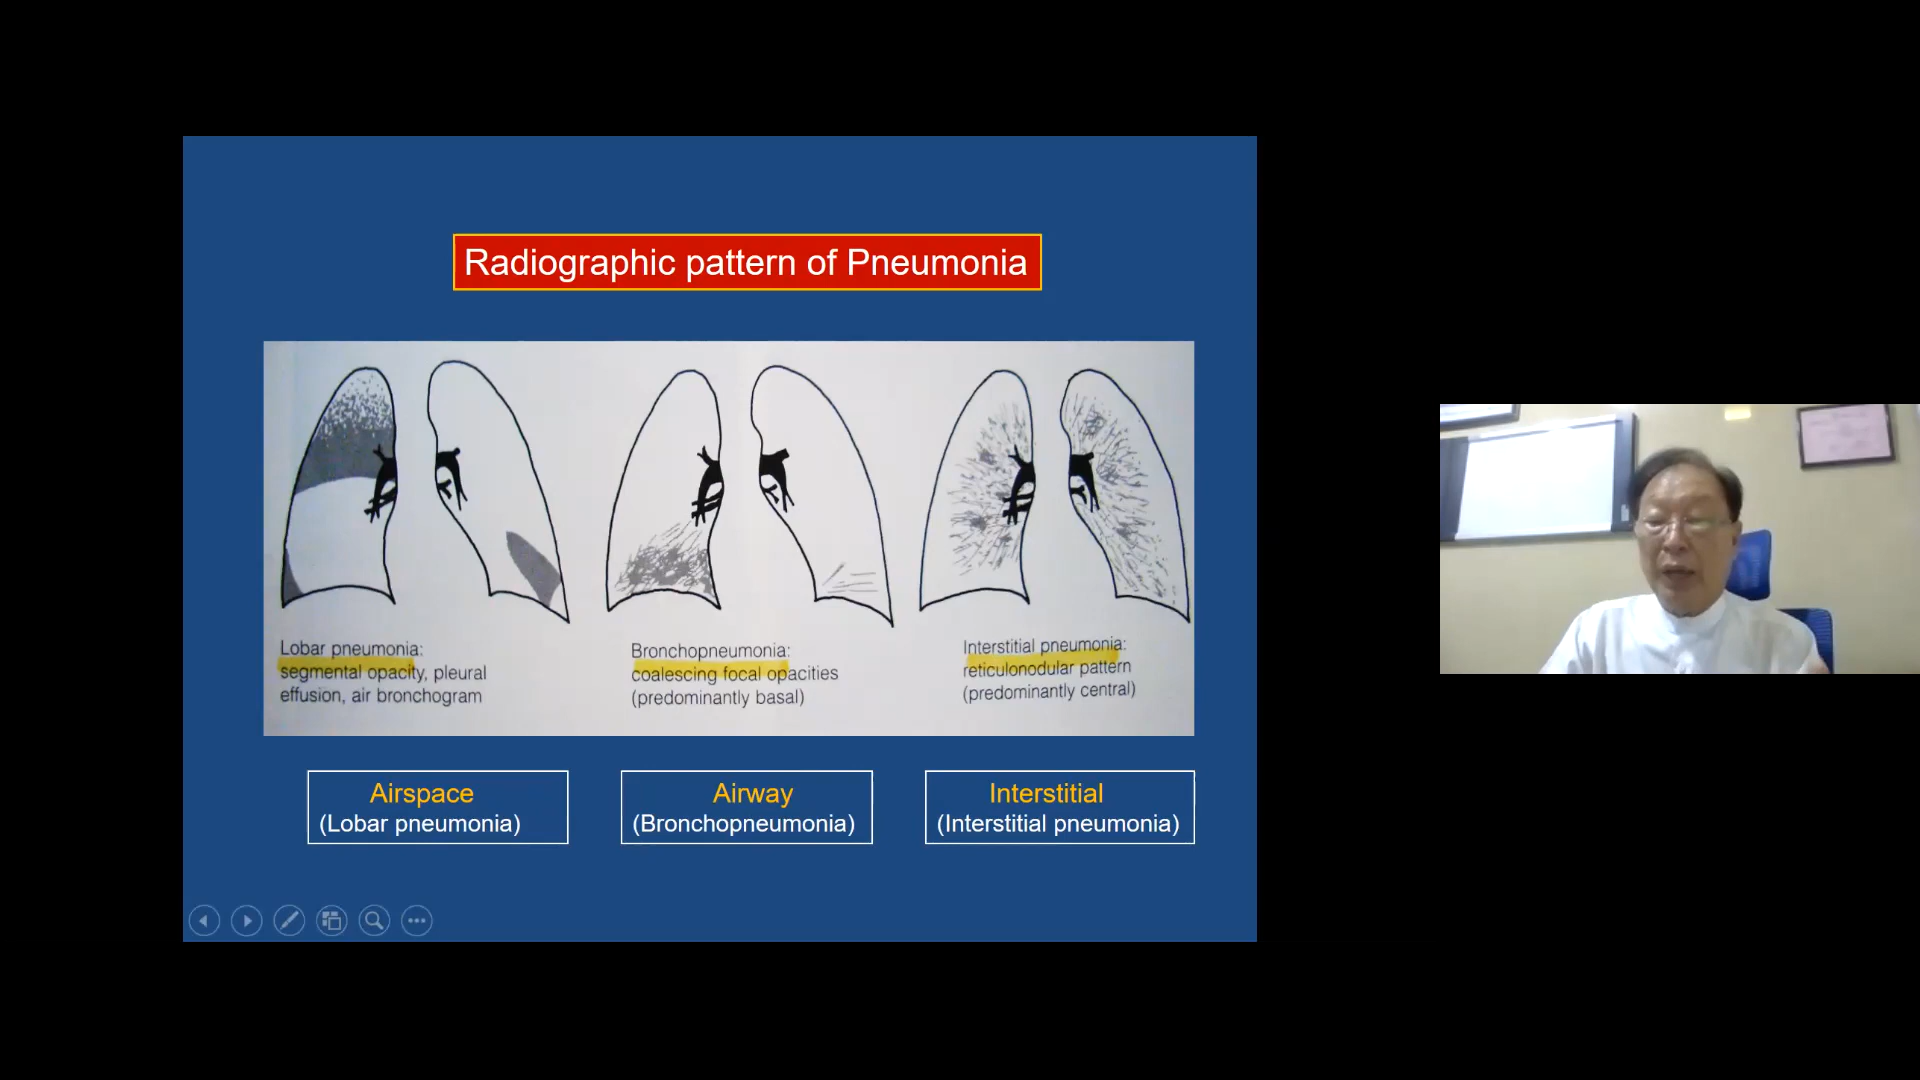 Radiographic pattern of Pneumonia
Lobar pneumonia:
segmental opacity, pleural
effusion, air bronchogram
Bronchopneumonia:
coalescing focal opacities
(predominantly basal)
Interstitial pneumonia:
reticulonodular pattern
(predominantly central)
Airspace
(Lobar pneumonia)
Airway
(Bronchopneumonia)
Interstitial
(Interstitial pneumonia)